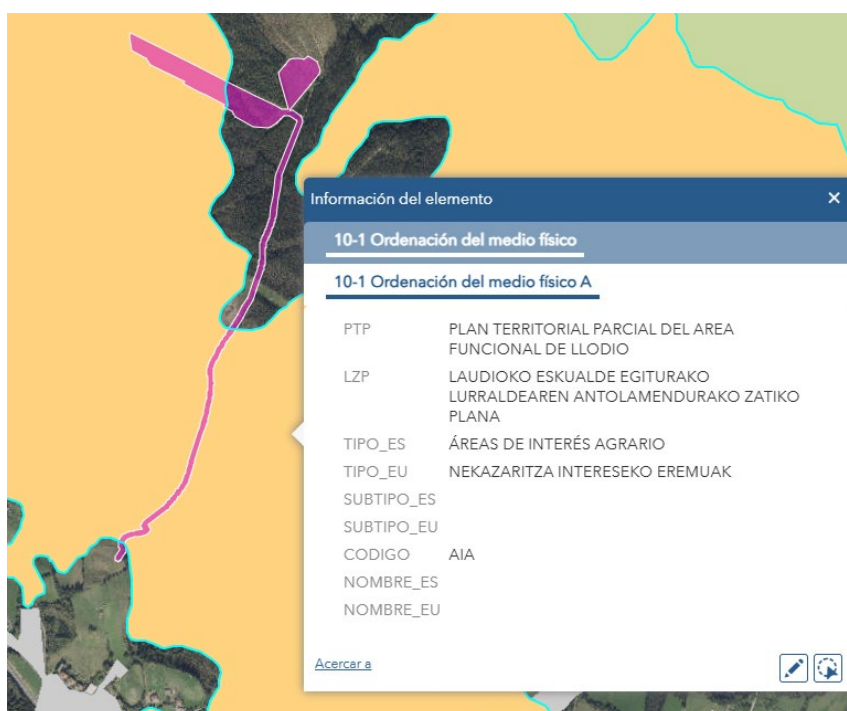 Información del elemento
10-1 Ordenación del medio físico
10-1 Ordenación del medio físico A
PTP PLAN TERRITORIAL PARCIAL DEL AREA
FUNCIONAL DE LLODIO
LZP LAUDIOKO ESKUALDE EGITURAKO
LURRALDEAREN ANTOLAMENDURAKO ZATIKO
PLANA
TIPO_ES ÁREAS DE INTERÉS AGRARIO
TIPO_EU NEKAZARITZA INTERESEKO EREMUAK
SUBTIPO_ES
SUBTIPO_EU
CODIGO AIA
NOMBRE_ES
NOMBRE_EU
Acercar a